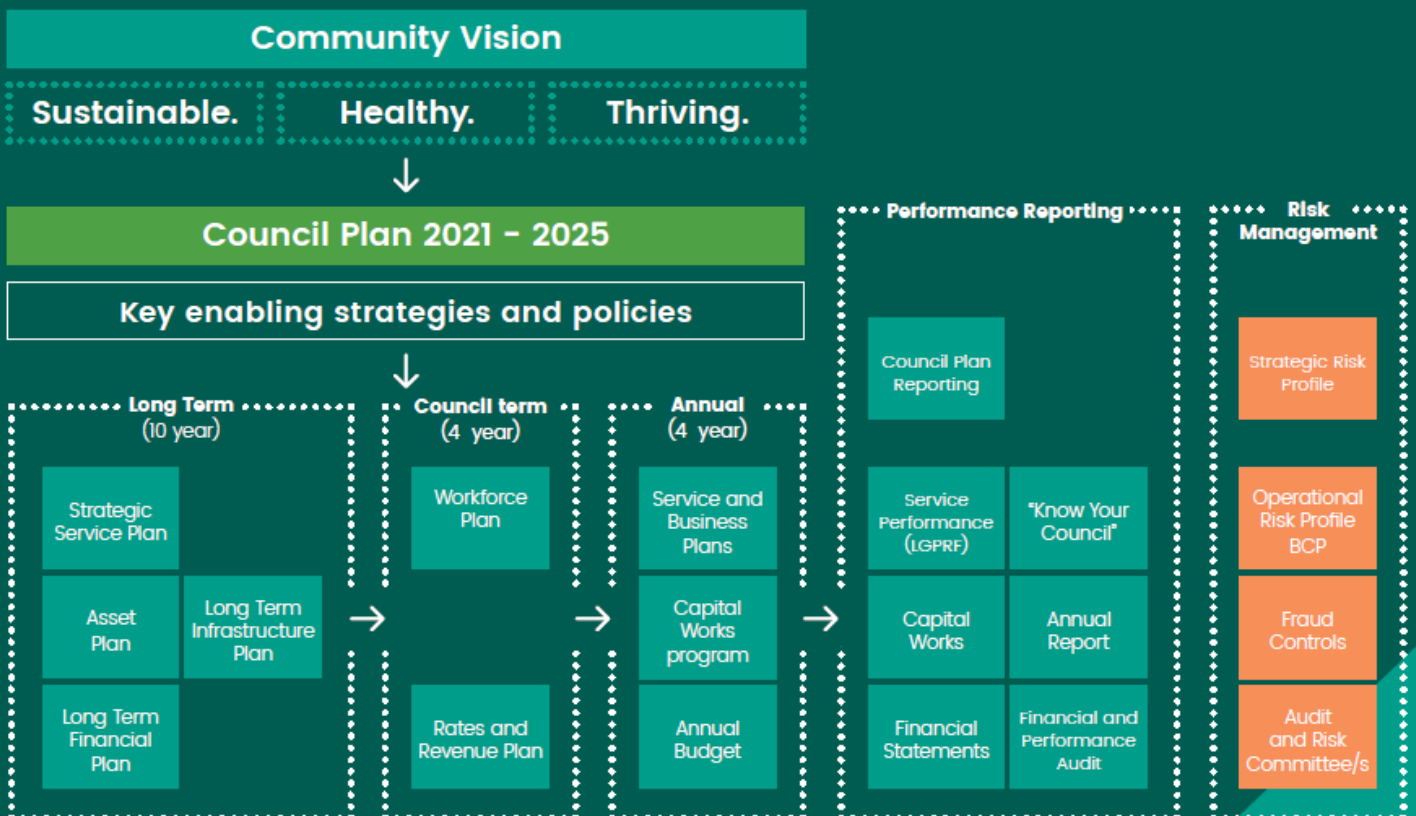 Community Vision
Sustainable.
Healthy.
Thriving.
Council Plan 2021 - 2025
Key enabling strategies and policies
Long Term
(10 year)
Strategic
Service Plan
Asset
Plan
Long Term
Infrastructure
Plan
Long Term
Financial
Plan
Council term
(4 year)
Workforce
Plan
Rates and
Revenue Plan
Annual
(4 year)
Service and
Business
Plans
Capital
Works
program
Annual
Budget
Performance Reporting
Council Plan
Reporting
Service
Performance
(LGPRF)
"Know Your
Council"
Capital
Works
Annual
Report
Financial
Statements
Financial and
Performance
Audit
Risk
Management
Strategic Risk
Profile
Operational
Risk Profile
BCP
Fraud
Controls
Audit
and Risk
Committee/s